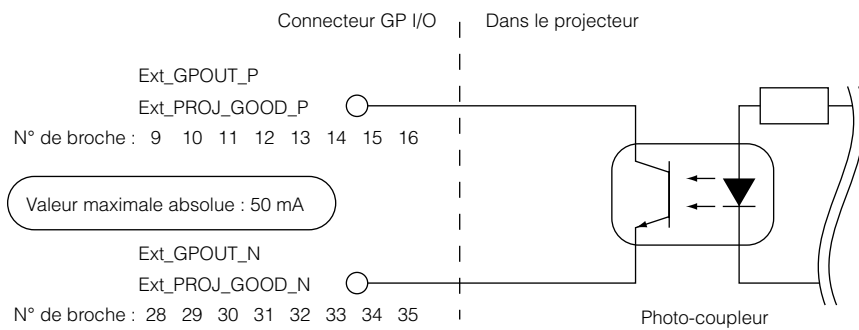 Connecteur GP I/O
Dans le projecteur
Ext_GPOUT_P
Ext_PROJ_GOOD_P
N° de broche : 9 10 11 12 13 14 15 16
Valeur maximale absolue : 50 mA
Ext_GPOUT_N
Ext_PROJ_GOOD_N
N° de broche : 28 29 30 31 32 33 34 35
Photo-coupleur